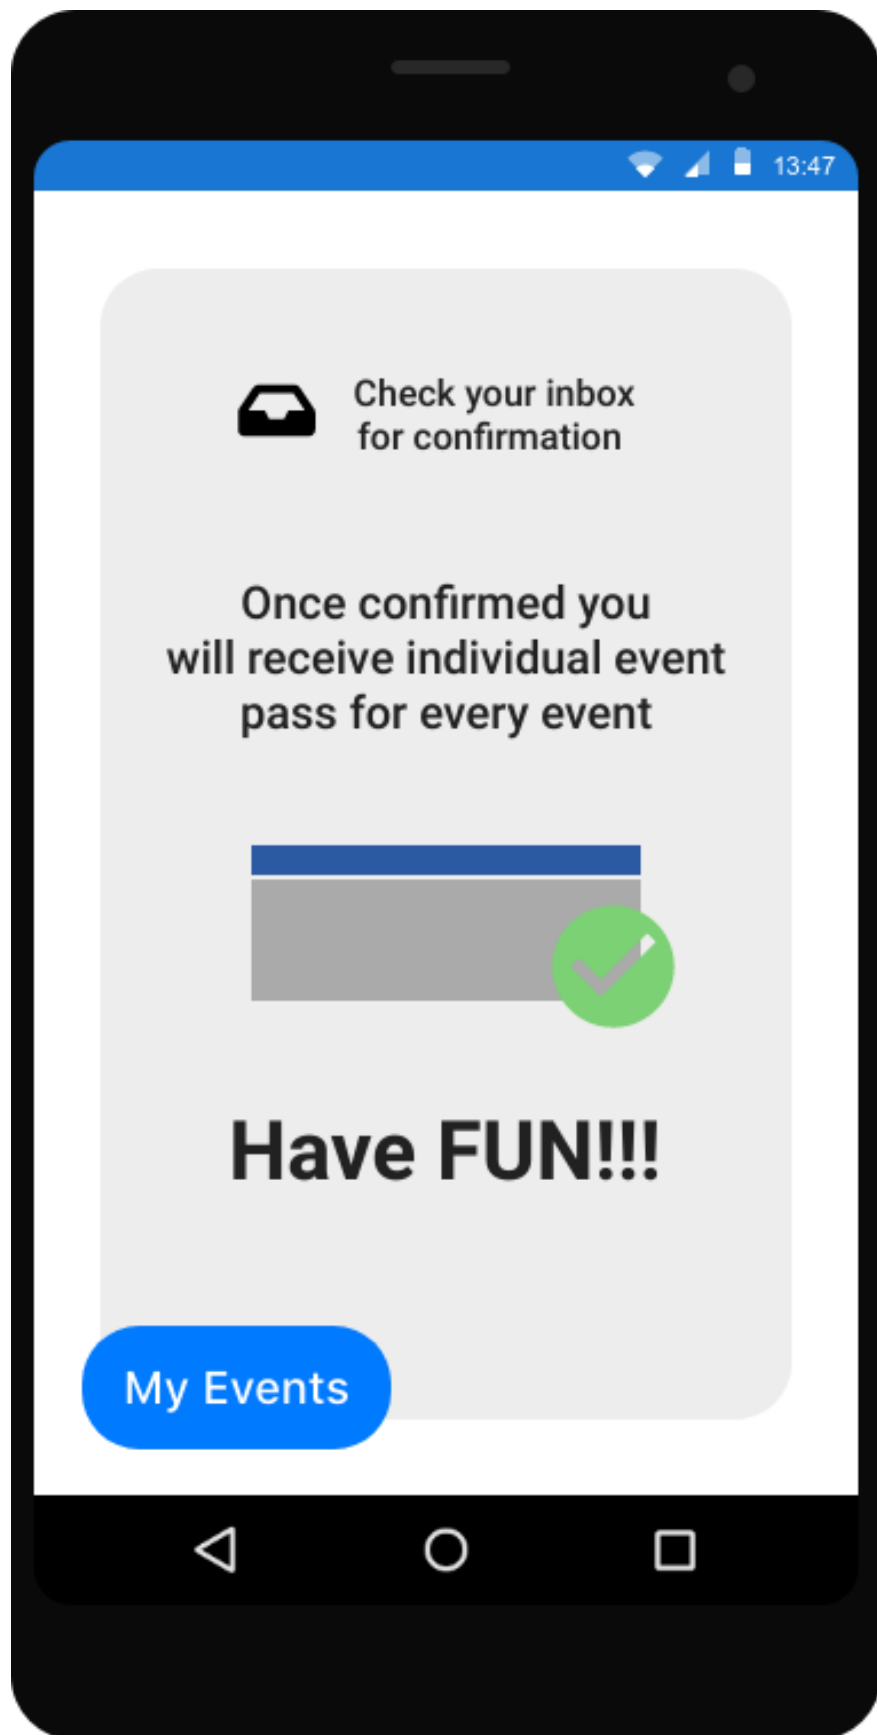 13:47
Check your inbox
for confirmation
Once confirmed you
will receive individual event
pass for every event
Have FUN!!!
My Events